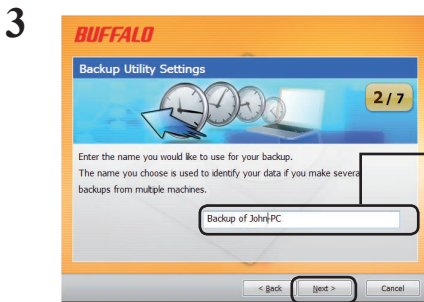 3
BUFFALO
Backup Utility Settings
2 / 7
Enter the name you would like to use for your backup.
The name you choose is used to identify your data if you make several
backups from multiple machines.
Backup of John-PC
< Back
Next >
Cancel